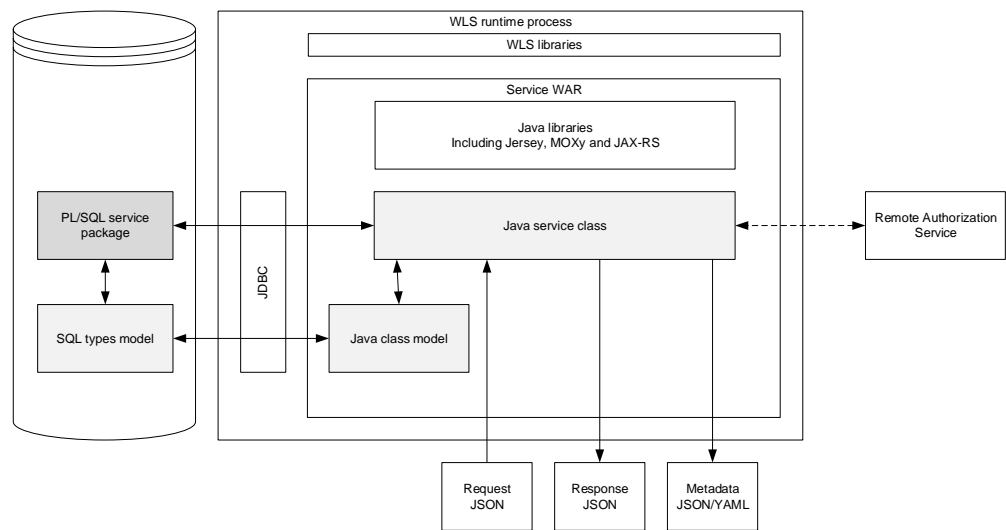 WLS runtime process
WLS libraries
Service WAR
Java libraries
Including Jersey, MOXy and JAX-RS
PL/SQL service
package
Java service class
Remote Authorization
Service
JDBC
SQL types model
Java class model
Request
JSON
Response
JSON
Metadata
JSON/YAML